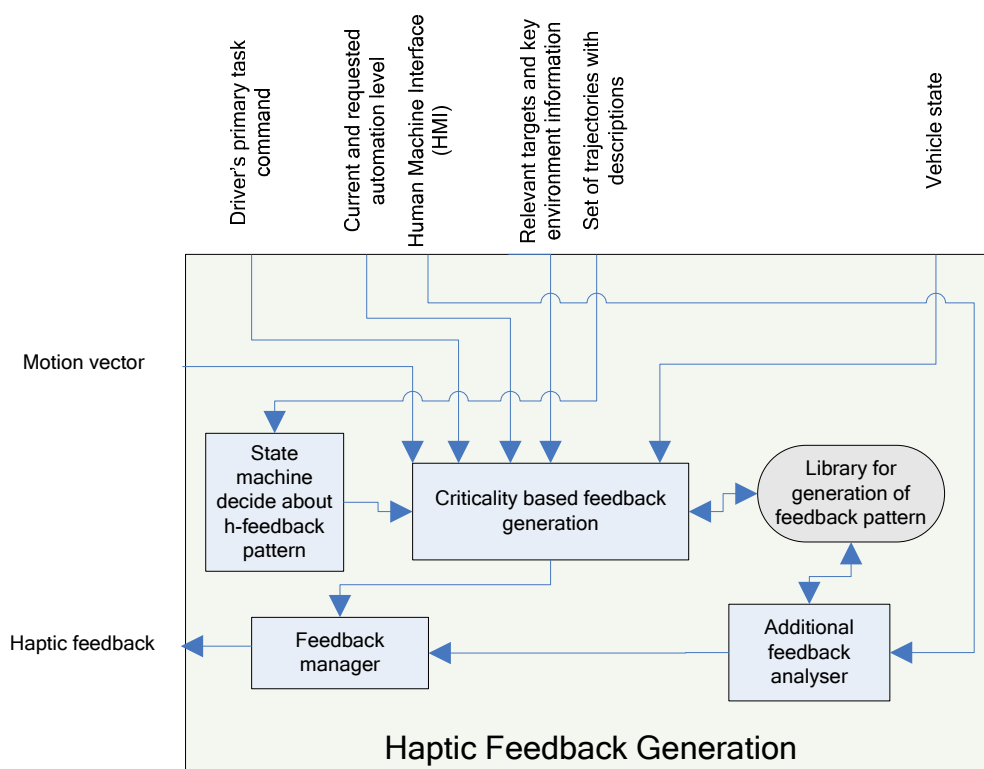 Driver's primary task
command
Current and requested
automation level
Human Machine Interface
(HMI)
Relevant targets and key
environment information
Set of trajectories with
descriptions
Vehicle state
Motion vector
State
machine
decide about
h-feedback
pattern
Criticality based feedback
generation
Library for
generation of
feedback pattern
Haptic feedback
Feedback
manager
Additional
feedback
analyser
Haptic Feedback Generation